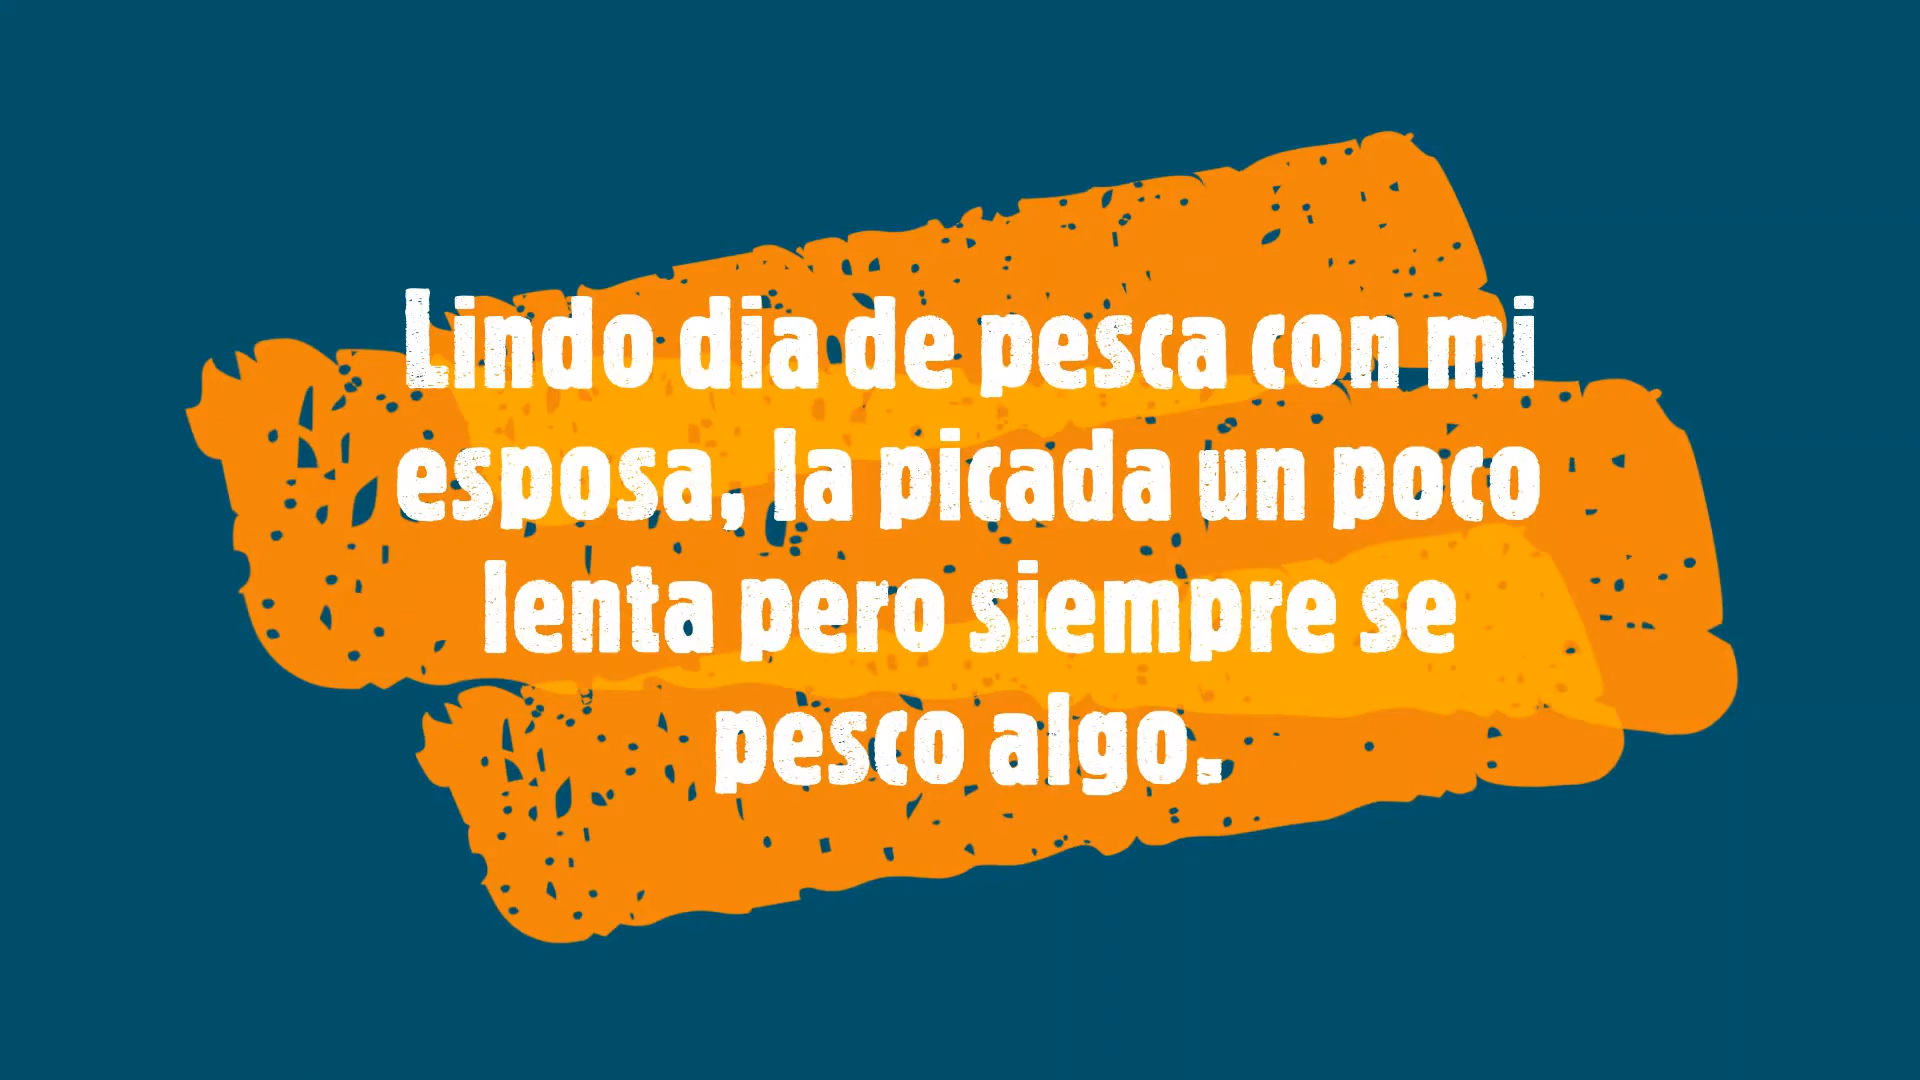 Lindo dia de pesca con mi
esposa, la picada un poco
lenta pero siempre se
pesco algo.